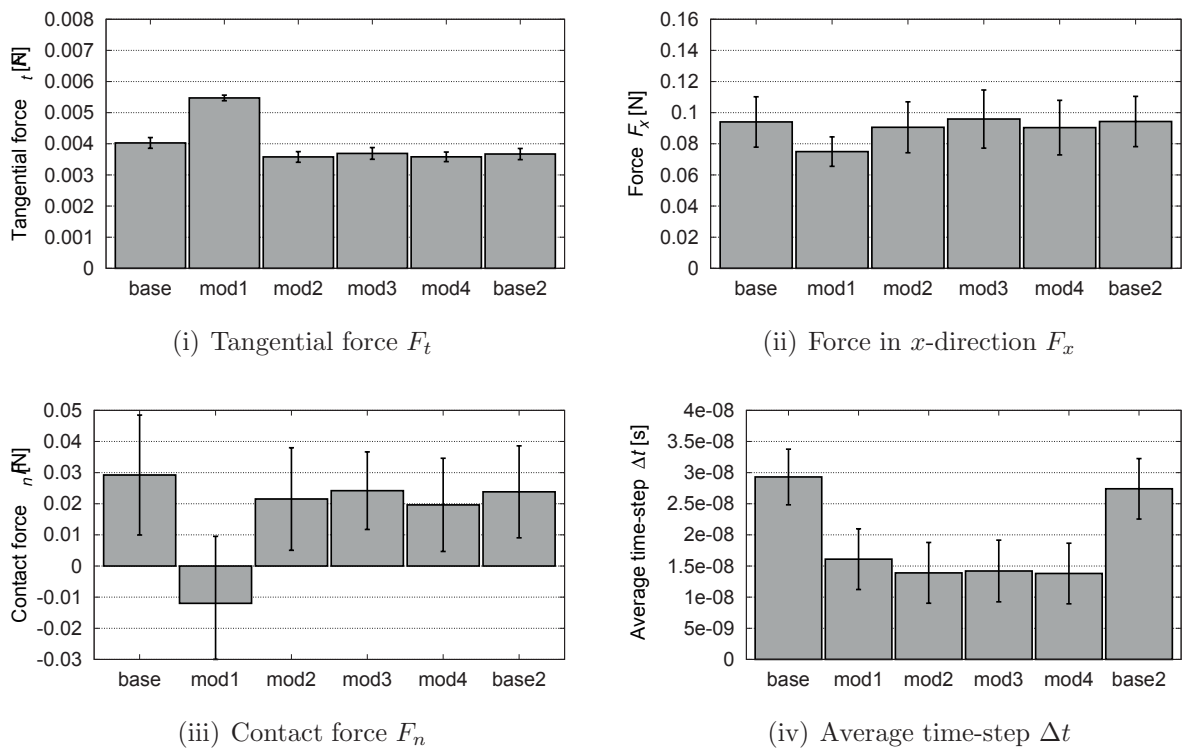 0.008
0.007
0.006
0.005
0.004
0.003
0.002
0.001
0
Tangential force F_t [N]
base mod1 mod2 mod3 mod4 base2
(i) Tangential force F_t
0.16
0.14
0.12
0.1
0.08
0.06
0.04
0.02
0
Force F_x [N]
base mod1 mod2 mod3 mod4 base2
(ii) Force in x-direction F_x
0.05
0.04
0.03
0.02
0.01
0
-0.01
-0.02
-0.03
Contact force F_n [N]
base mod1 mod2 mod3 mod4 base2
(iii) Contact force F_n
4e-08
3.5e-08
3e-08
2.5e-08
2e-08
1.5e-08
1e-08
5e-09
0
Average time-step Δt [s]
base mod1 mod2 mod3 mod4 base2
(iv) Average time-step Δt